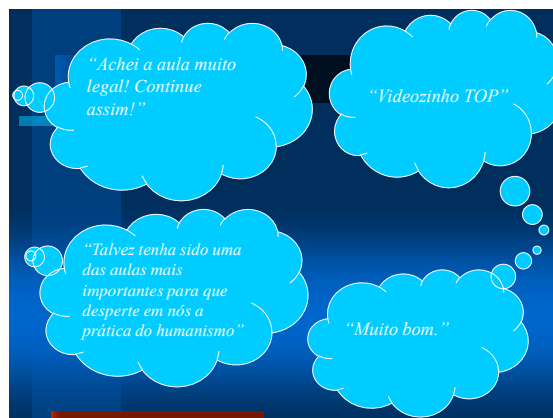 “Achei a aula muito
legal! Continue
assim!”
“Videozinho TOP”
“Talvez tenha sido uma
das aulas mais
importantes para que
desperte em nós a
prática do humanismo”
“Muito bom.”